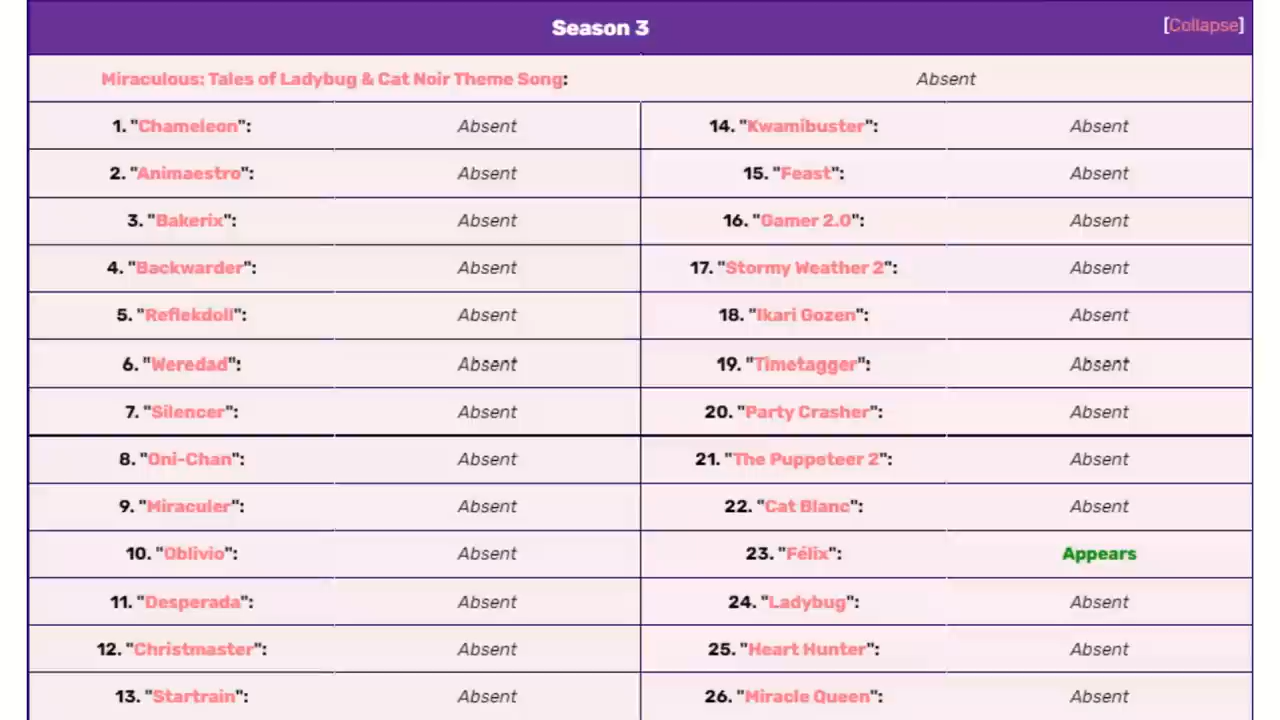 Season 3
[Collapse]
Miraculous: Tales of Ladybug & Cat Noir Theme Song: Absent
1. "Chameleon": Absent 14. "Kwamibuster": Absent
2. "Animaestro": Absent 15. "Feast": Absent
3. "Bakerix": Absent 16. "Gamer 2.0": Absent
4. "Backwarder": Absent 17. "Stormy Weather 2": Absent
5. "Reflekdoll": Absent 18. "Ikari Gozen": Absent
6. "Weredad": Absent 19. "Timetagger": Absent
7. "Silencer": Absent 20. "Party Crasher": Absent
8. "Oni-Chan": Absent 21. "The Puppeteer 2": Absent
9. "Miraculer": Absent 22. "Cat Blanc": Absent
10. "Oblivio": Absent 23. "Félix": Appears
11. "Desperada": Absent 24. "Ladybug": Absent
12. "Christmaster": Absent 25. "Heart Hunter": Absent
13. "Startrain": Absent 26. "Miracle Queen": Absent